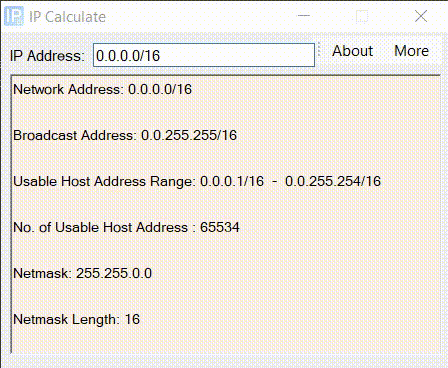 IP IP Calculate
IP Address: 0.0.0.0/16 About More
Network Address: 0.0.0.0/16
Broadcast Address: 0.0.255.255/16
Usable Host Address Range: 0.0.0.1/16 - 0.0.255.254/16
No. of Usable Host Address : 65534
Netmask: 255.255.0.0
Netmask Length: 16